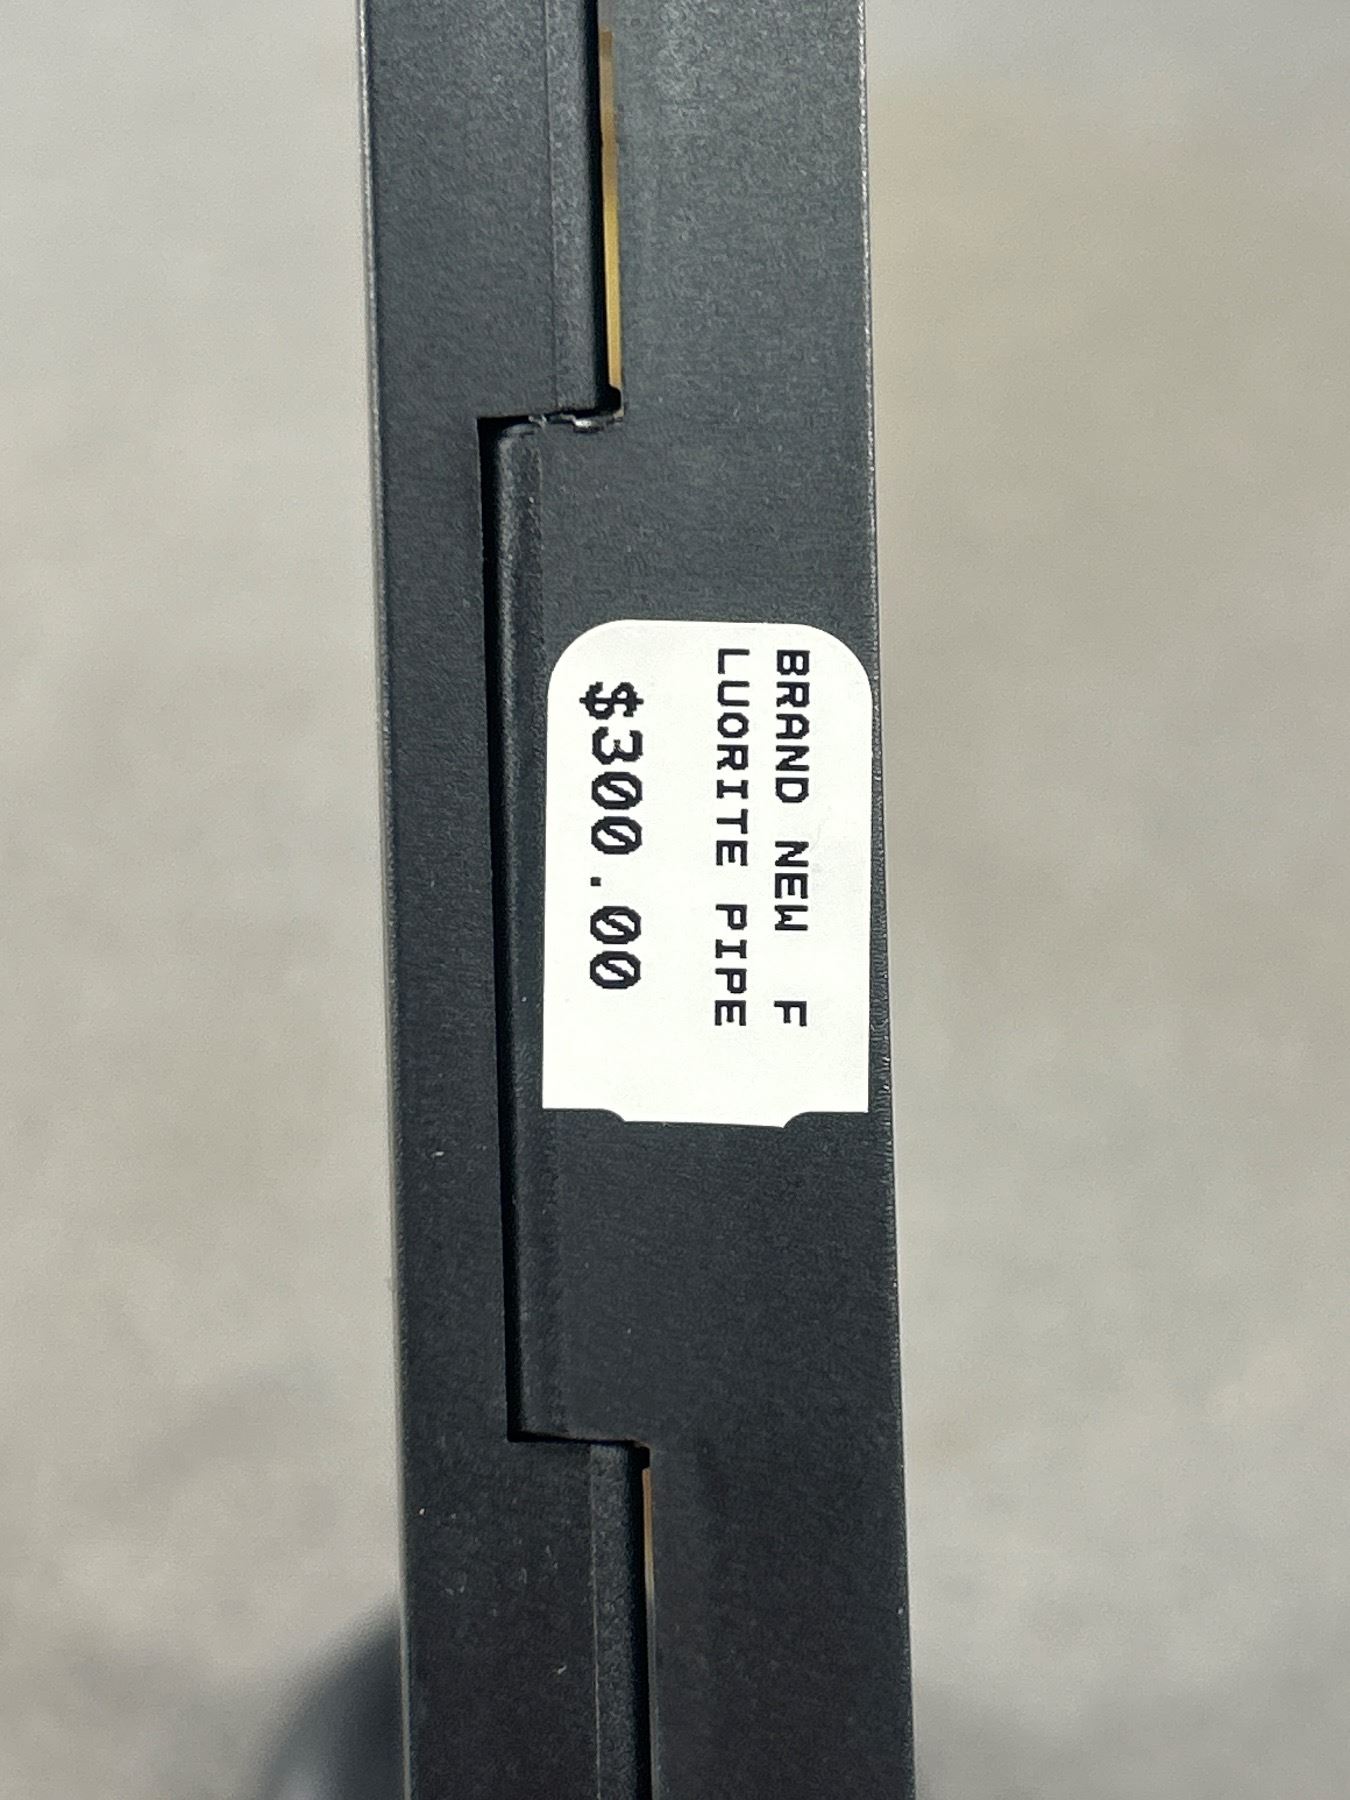 BRAND NEW F
LUORITE PIPE
$300.00